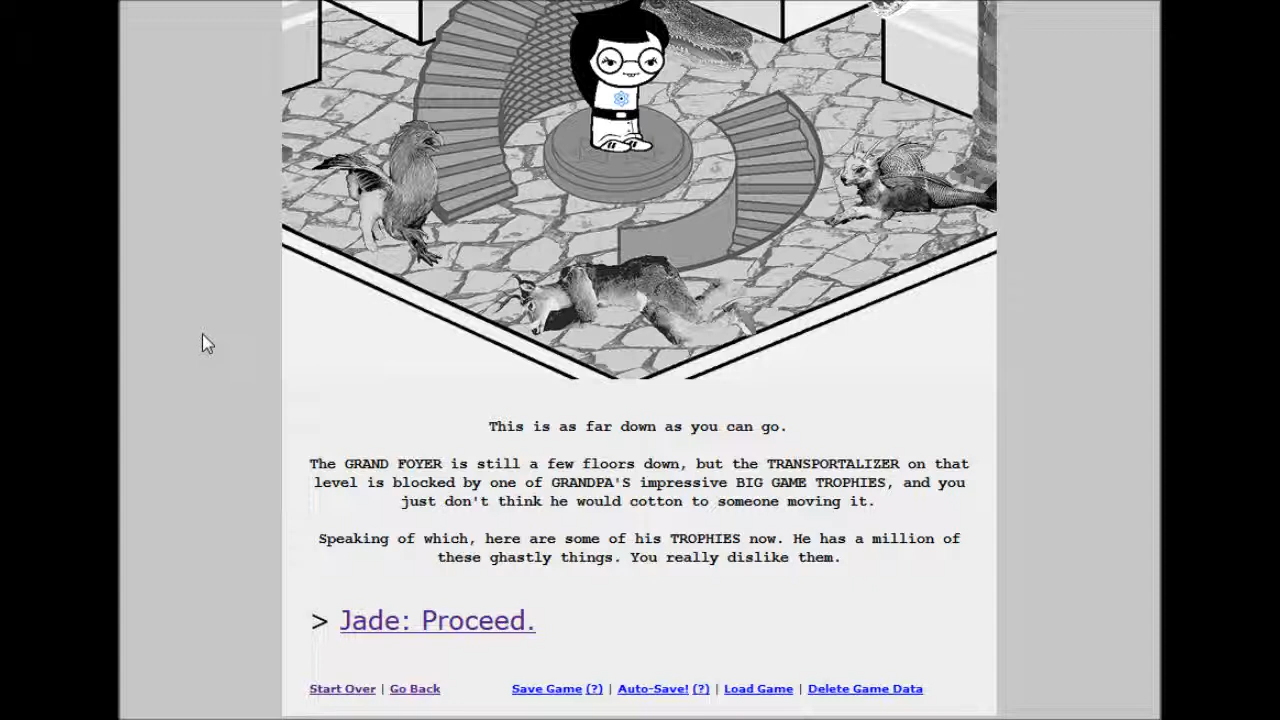 This is as far down as you can go.
The GRAND FOYER is still a few floors down, but the TRANSPORTALIZER on that
level is blocked by one of GRANDPA'S impressive BIG GAME TROPHIES, and you
just don't think he would cotton to someone moving it.
Speaking of which, here are some of his TROPHIES now. He has a million of
these ghastly things. You really dislike them.
> Jade: Proceed.
Start Over | Go Back Save Game (?) | Auto-Save! (?) | Load Game | Delete Game Data